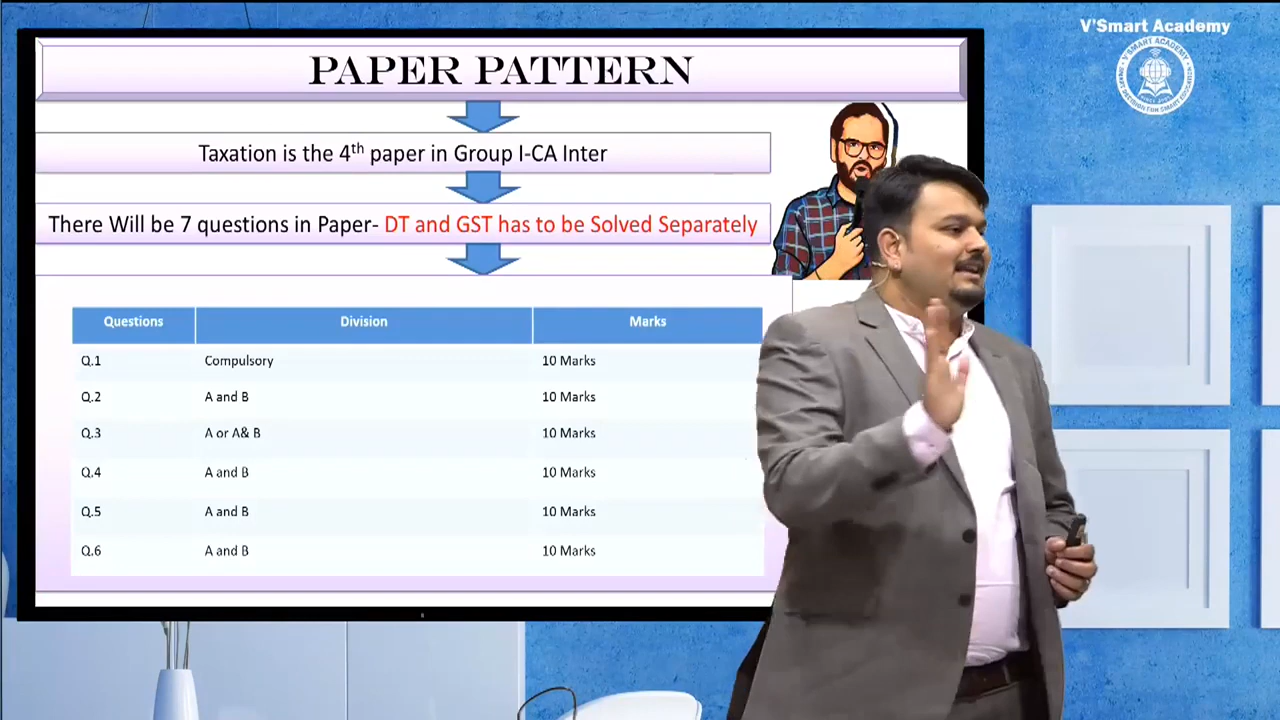 V'Smart Academy
V'SMART ACADEMY
PAPER PATTERN
Taxation is the 4th paper in Group I-CA Inter
There Will be 7 questions in Paper- DT and GST has to be Solved Separately
Questions Division Marks
Q.1 Compulsory 10 Marks
Q.2 A and B 10 Marks
Q.3 A or A& B 10 Marks
Q.4 A and B 10 Marks
Q.5 A and B 10 Marks
Q.6 A and B 10 Marks